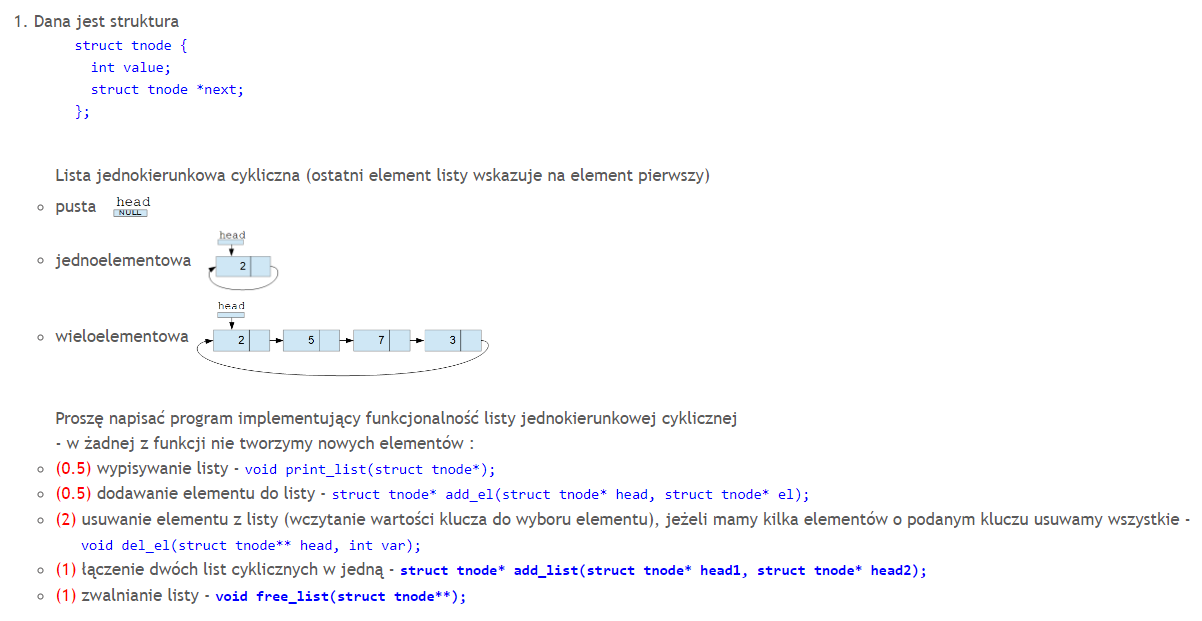 1. Dana jest struktura
struct tnode {
int value;
struct tnode *next;
};
Lista jednokierunkowa cykliczna (ostatni element listy wskazuje na element pierwszy)
pusta head
NULL
head
jednoelementowa 2
head
wieloelementowa 2 5 7 3
Proszę napisać program implementujący funkcjonalność listy jednokierunkowej cyklicznej
- w żadnej z funkcji nie tworzymy nowych elementów :
(0.5) wypisywanie listy - void print_list(struct tnode*);
(0.5) dodawanie elementu do listy - struct tnode* add_el(struct tnode* head, struct tnode* el);
(2) usuwanie elementu z listy (wczytanie wartości klucza do wyboru elementu), jeżeli mamy kilka elementów o podanym kluczu usuwamy wszystkie -
void del_el(struct tnode** head, int var);
(1) łączenie dwóch list cyklicznych w jedną - struct tnode* add_list(struct tnode* head1, struct tnode* head2);
(1) zwalnianie listy - void free_list(struct tnode**);